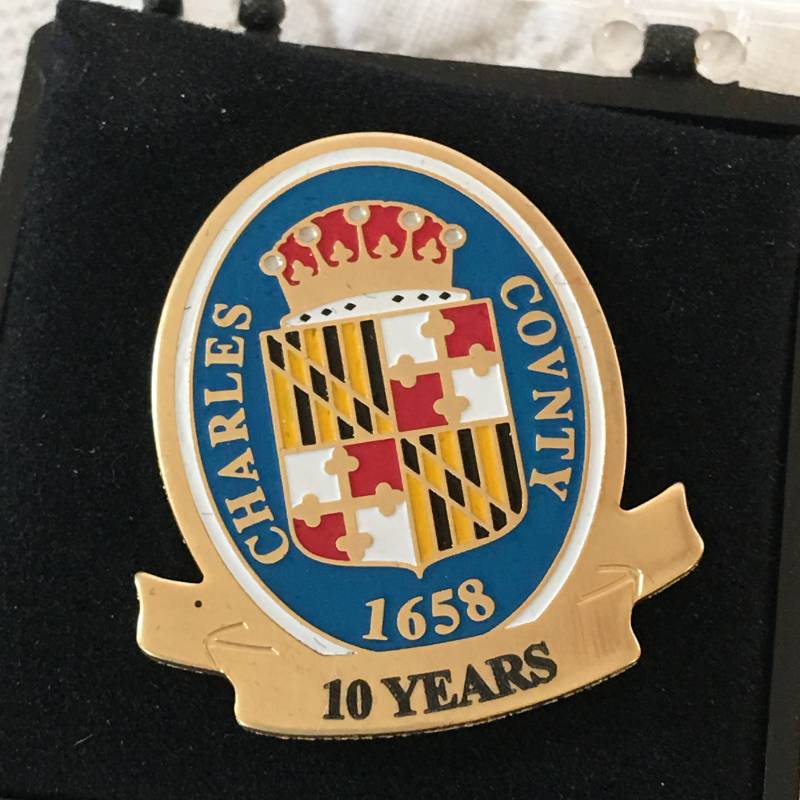 CHARLES
COVNTY
1658
10 YEARS